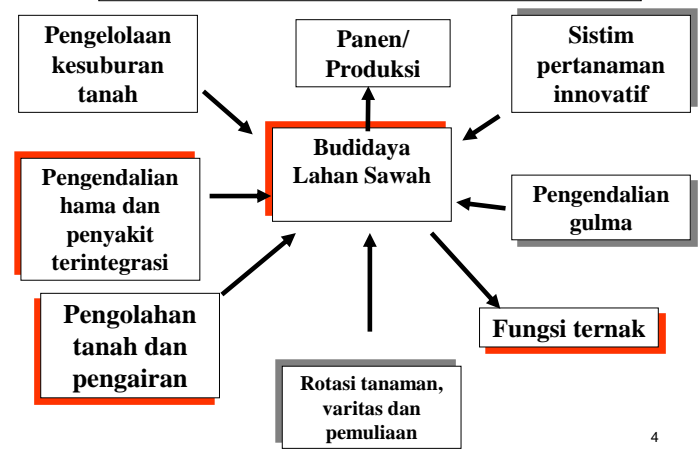 Pengelolaan
kesuburan
tanah
Panen/
Produksi
Sistim
pertanaman
innovatif
Budidaya
Lahan Sawah
Pengendalian
hama dan
penyakit
terintegrasi
Pengendalian
gulma
Pengolahan
tanah dan
pengairan
Fungsi ternak
Rotasi tanaman,
varitas dan
pemuliaan
4